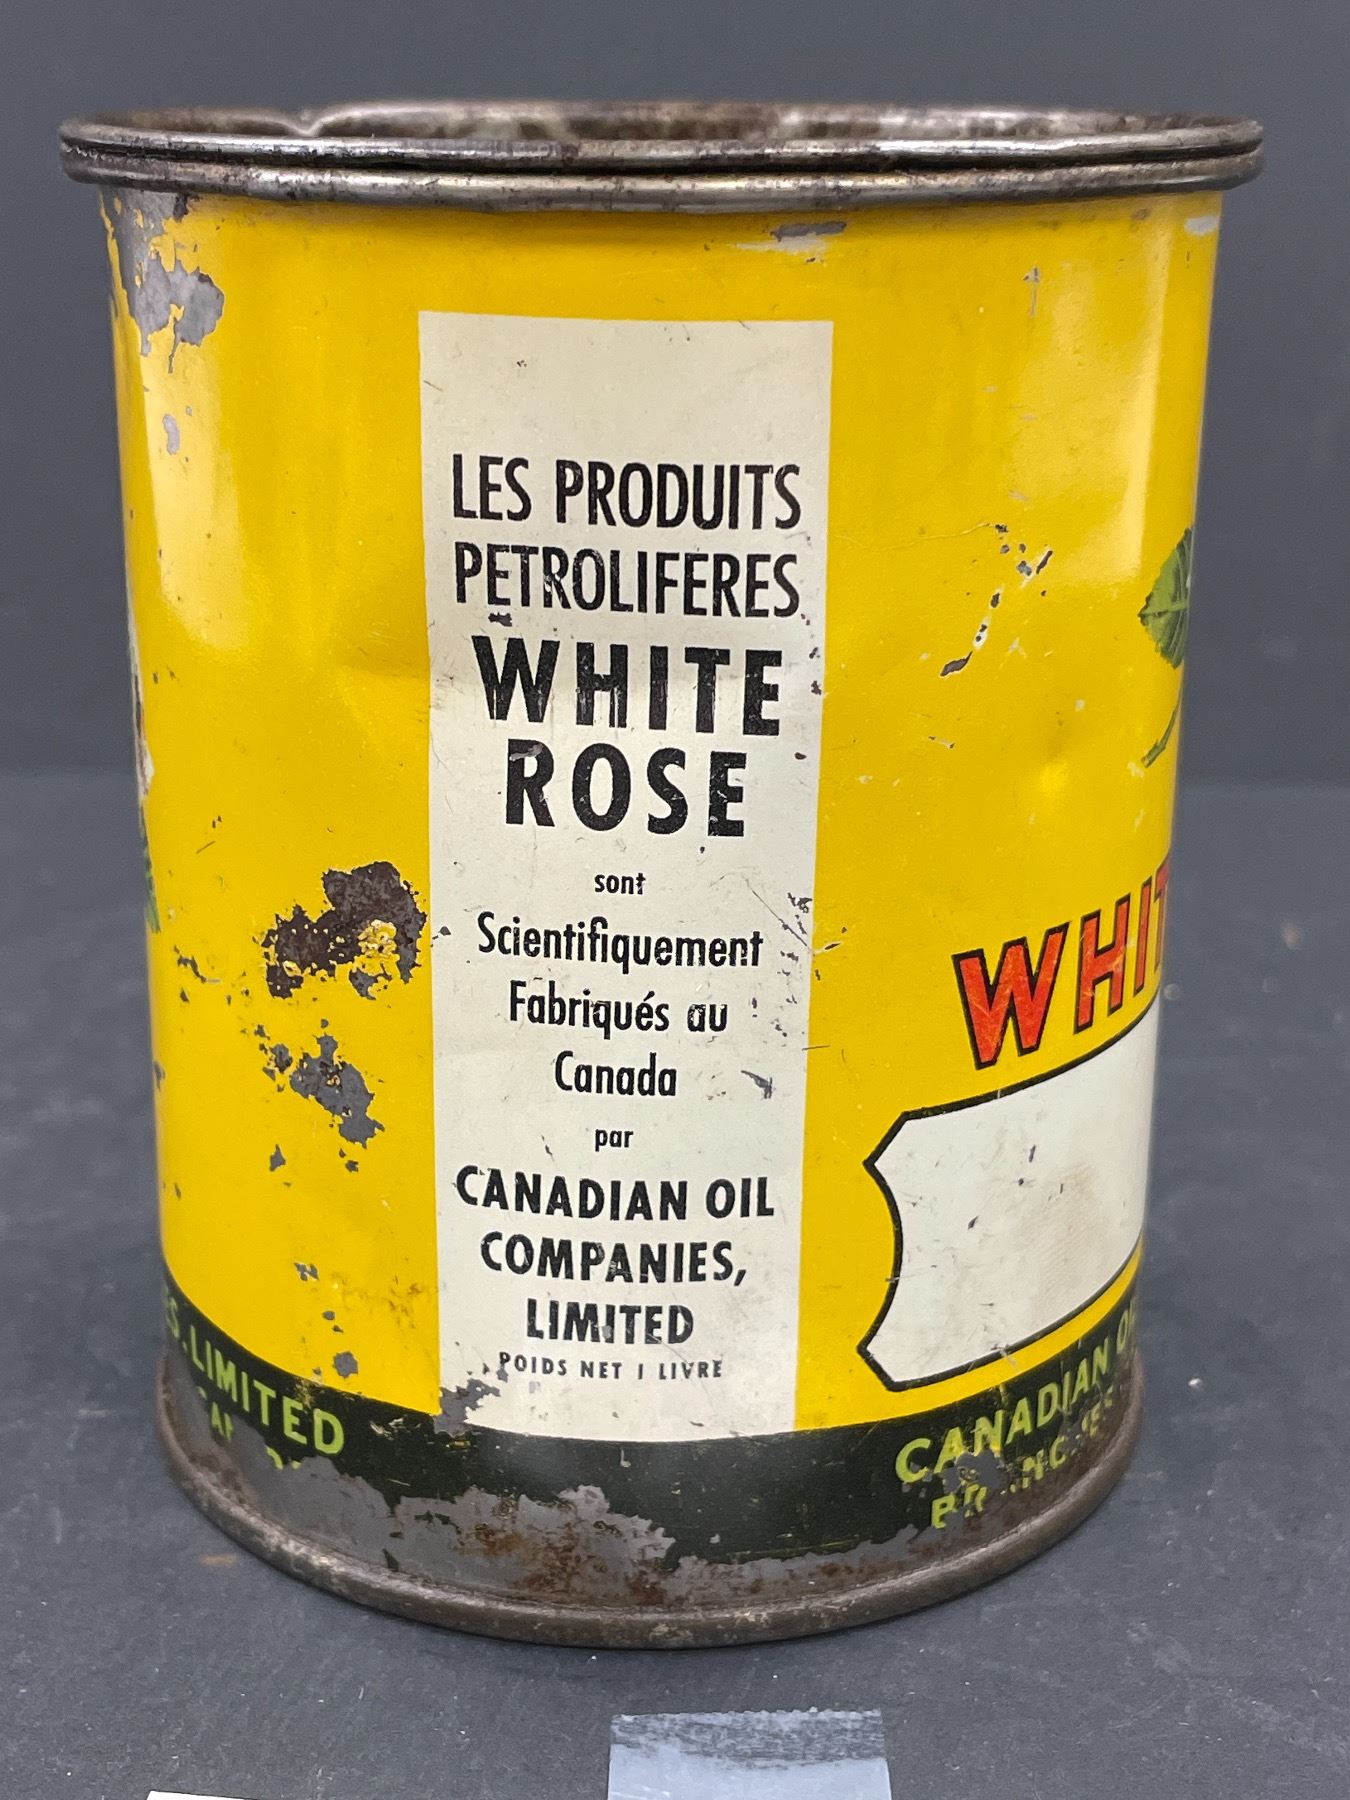 LES PRODUITS
PETROLIFERES
WHITE
ROSE
sont
Scientifiquement
Fabriqués au
Canada
par
CANADIAN OIL
COMPANIES,
LIMITED
POIDS NET 1 LIVRE
LIMITED
WHIT
CANADIAN